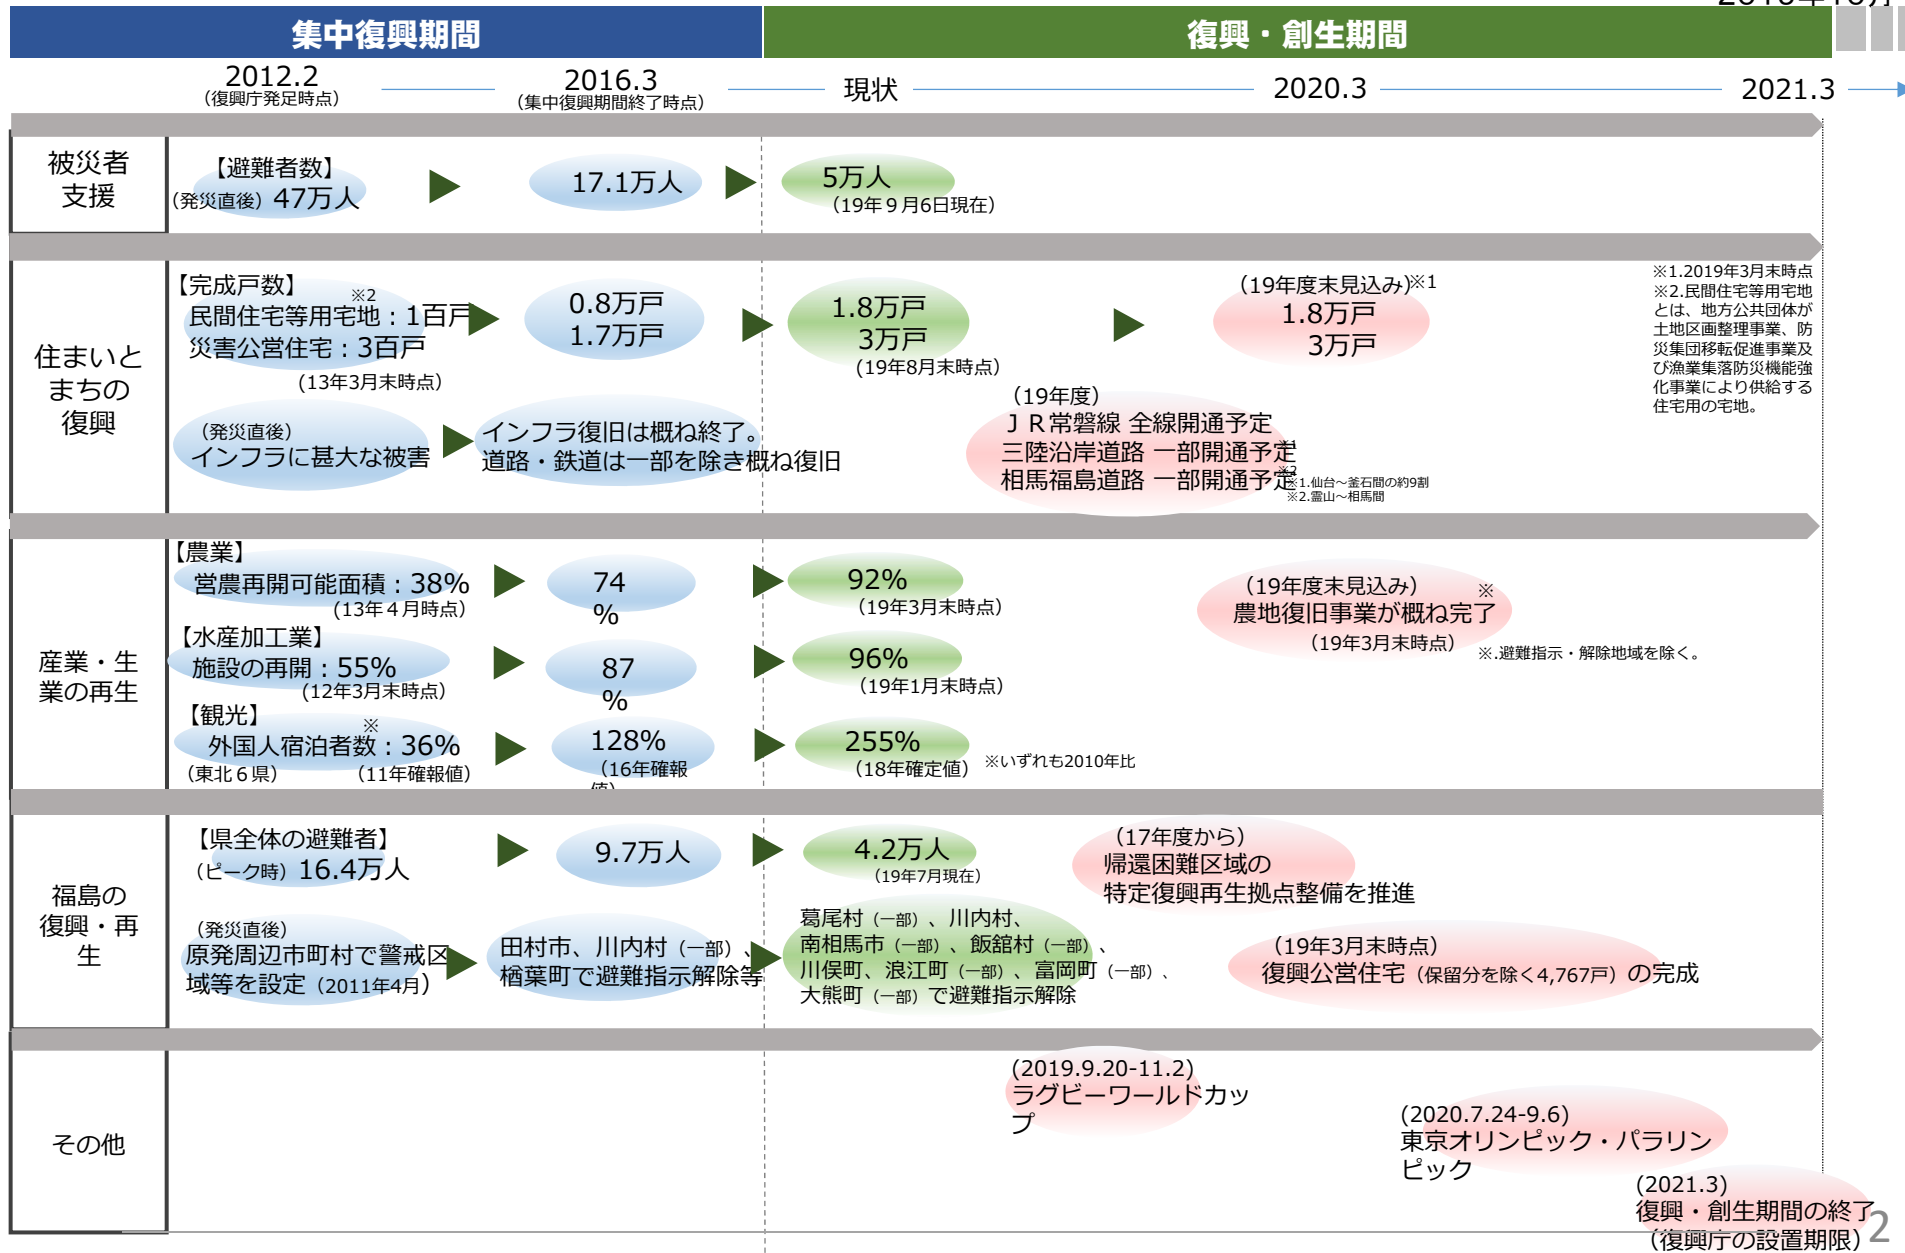 集中復興期間
復興・創生期間
2012.2
(復興庁発足時点)
2016.3
(集中復興期間終了時点)
現状
2020.3
2021.3
被災者
支援
【避難者数】
(発災直後) 47万人
17.1万人
5万人
(19年９月6日現在)
住まいと
まちの
復興
【完成戸数】
※2
民間住宅等用宅地：1百戸
災害公営住宅：3百戸
(13年3月末時点)
0.8万戸
1.7万戸
1.8万戸
3万戸
(19年8月末時点)
(19年度末見込み)※1
1.8万戸
3万戸
※1.2019年3月末時点
※2.民間住宅等用宅地
とは、地方公共団体が
土地区画整理事業、防
災集団移転促進事業及
び漁業集落防災機能強
化事業により供給する
住宅用の宅地。
(発災直後)
インフラに甚大な被害
インフラ復旧は概ね終了。
道路・鉄道は一部を除き概ね復旧
(19年度)
ＪＲ常磐線 全線開通予定
三陸沿岸道路 一部開通予定※1
相馬福島道路 一部開通予定※2
※1.仙台～釜石間の約9割
※2.霊山～相馬間
産業・生
業の再生
【農業】
営農再開可能面積：38%
(13年４月時点)
74
%
92%
(19年3月末時点)
(19年度末見込み)
※
農地復旧事業が概ね完了
(19年3月末時点)
※.避難指示・解除地域を除く。
【水産加工業】
施設の再開：55%
(12年3月末時点)
87
%
96%
(19年1月末時点)
【観光】
※
外国人宿泊者数：36%
(東北６県)
(11年確報値)
128%
(16年確報
255%
(18年確定値)
※いずれも2010年比
福島の
復興・再
生
【県全体の避難者】
(ピーク時) 16.4万人
9.7万人
4.2万人
(19年7月現在)
(17年度から)
帰還困難区域の
特定復興再生拠点整備を推進
(発災直後)
原発周辺市町村で警戒区
域等を設定 (2011年4月)
田村市、川内村 (一部) 、
楢葉町で避難指示解除等
葛尾村 (一部) 、川内村、
南相馬市 (一部) 、飯舘村 (一部) 、
川俣町、浪江町 (一部) 、富岡町 (一部) 、
大熊町 (一部) で避難指示解除
(19年3月末時点)
復興公営住宅 (保留分を除く4,767戸) の完成
その他
(2019.9.20-11.2)
ラグビーワールドカッ
プ
(2020.7.24-9.6)
東京オリンピック・パラリン
ピック
(2021.3)
復興・創生期間の終了
(復興庁の設置期限)
2